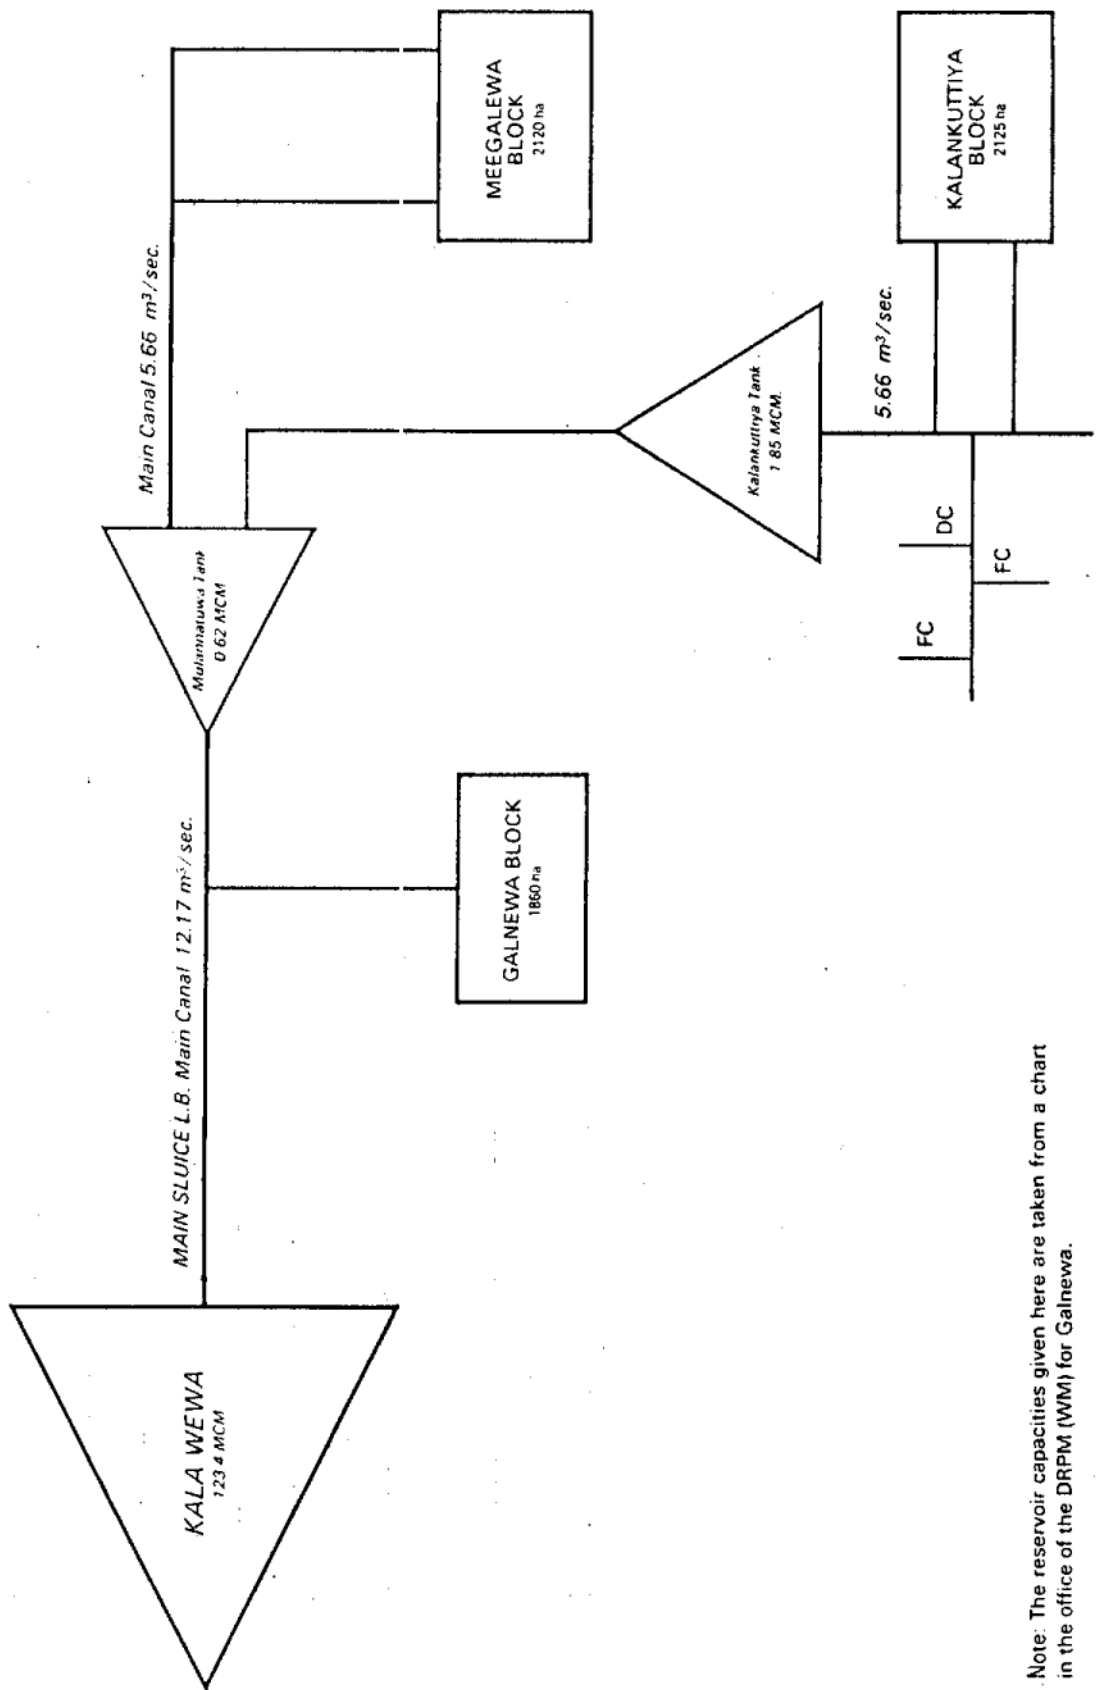 KALA WEWA
123.4 MCM
MAIN SLUICE L.B. Main Canal 12.17 m³/sec.
GALNEWA BLOCK
1860 ha
Mulannatuwa Tank
0.62 MCM
Main Canal 5.66 m³/sec.
MEEGALEWA
BLOCK
2120 ha
Kalankuttiya Tank
1.85 MCM.
5.66 m³/sec.
KALANKUTTIYA
BLOCK
2125 ha
DC
FC
FC
Note: The reservoir capacities given here are taken from a chart
in the office of the DRPM (WM) for Galnewa.